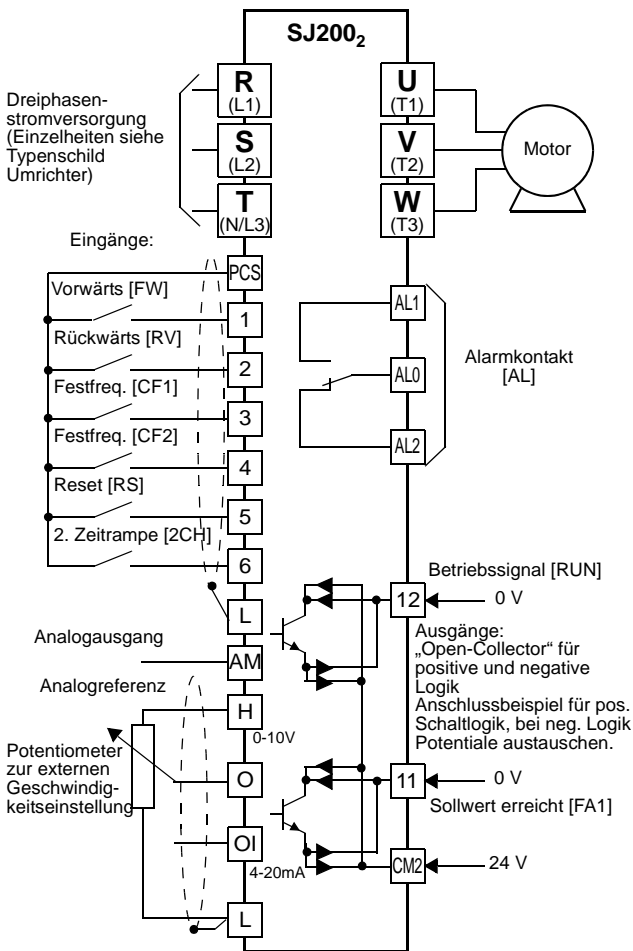 SJ200₂
Dreiphasen-
stromversorgung
(Einzelheiten siehe
Typenschild
Umrichter)
R
(L1)
S
(L2)
T
(N/L3)
U
(T1)
V
(T2)
W
(T3)
Motor
Eingänge:
PCS
Vorwärts [FW]
1
Rückwärts [RV]
2
Festfreq. [CF1]
3
Festfreq. [CF2]
4
Reset [RS]
5
2. Zeitrampe [2CH]
6
L
Analogausgang
AM
Analogreferenz
H
0-10V
Potentiometer
zur externen
Geschwindig-
keitseinstellung
O
OI
4-20mA
L
AL1
AL0
AL2
Alarmkontakt
[AL]
Betriebssignal [RUN]
12
0 V
Ausgänge:
„Open-Collector“ für
positive und negative
Logik
Anschlussbeispiel für pos.
Schaltlogik, bei neg. Logik
Potentiale austauschen.
11
0 V
Sollwert erreicht [FA1]
CM2
24 V